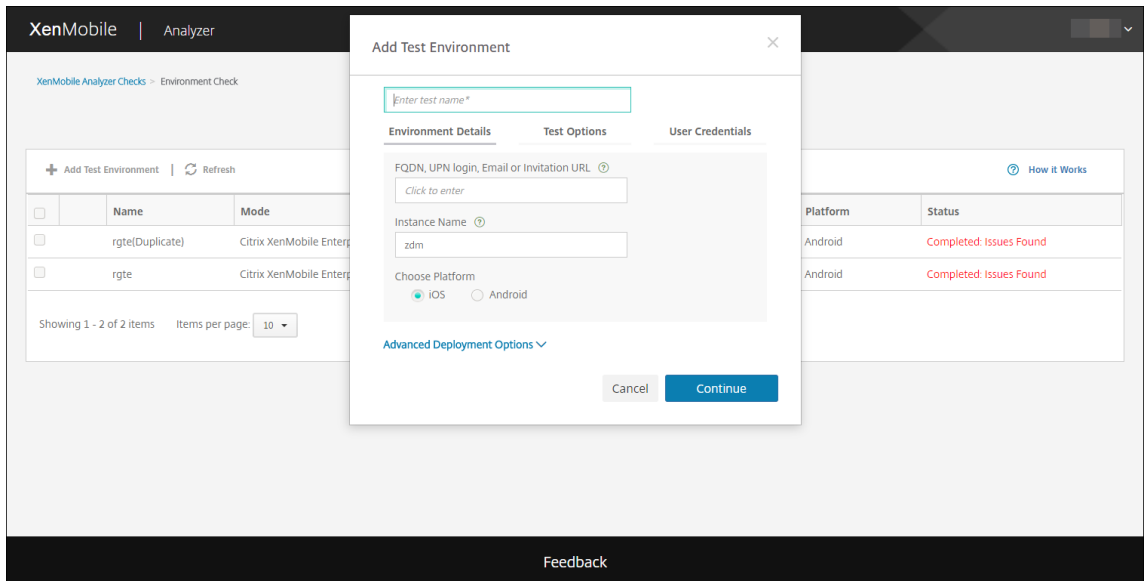 XenMobile | Analyzer
XenMobile Analyzer Checks > Environment Check
Add Test Environment | Refresh
How it Works
Name Mode Platform Status
rgte(Duplicate) Citrix XenMobile Enterp Android Completed: Issues Found
rgte Citrix XenMobile Enterp Android Completed: Issues Found
Showing 1 - 2 of 2 items Items per page: 10
Add Test Environment
Enter test name*
Environment Details Test Options User Credentials
FQDN, UPN login, Email or Invitation URL ?
Click to enter
Instance Name ?
zdm
Choose Platform
iOS Android
Advanced Deployment Options
Cancel Continue
Feedback